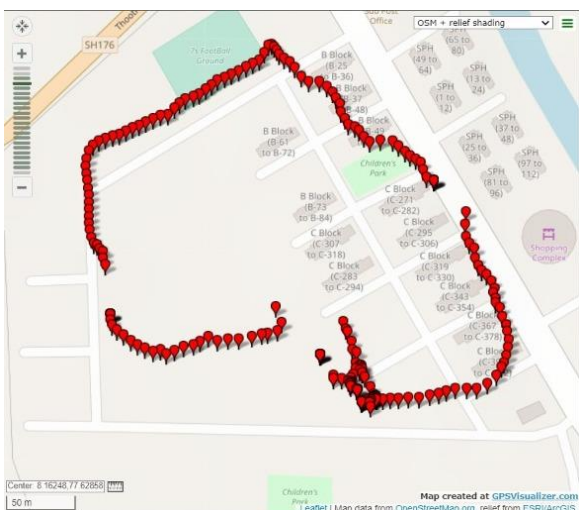 Post
Office
OSM + relief shading
Thoob
SH176
Football
Ground
B Block
(B-25
to B-36)
SPH
(49 to
64)
SPH
(65 to
80)
SPH
(13 to
24)
SPH
(1 to
12)
B-37
B-48)
B-49
B Block
(B-61
to B-72)
SPH
(25 to
36)
SPH
(37 to
48)
SPH
(97 to
112)
SPH
(81 to
96)
Children's
Park
C Block
(C-271
to C-282)
B Block
(B-73
to B-84)
C Block
(C-295
to C-306)
C Block
(C-307
to C-318)
C Block
(C-319
to C-330)
C Block
(C-283
to C-294)
C Block
(C-343
to C-354)
C Block
(C-367
C-378)
Shopping
Complex
Center 8.16248,77.62858
50 m
Children's
Park
Map created at GPSVisualizer.com
Leaflet | Map data from OpenStreetMap.org, relief from ESRI/ArcGIS